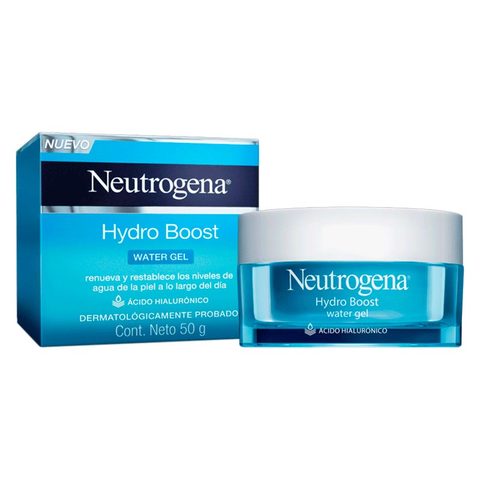 NUEVO
Neutrogena®
Hydro Boost
WATER GEL
renueva y restablece los niveles de
agua de la piel a lo largo del día
ÁCIDO HIALURÓNICO
DERMATOLÓGICAMENTE PROBADO
Cont. Neto 50 g
Neutrogena®
Hydro Boost
water gel
ÁCIDO HIALURÓNICO